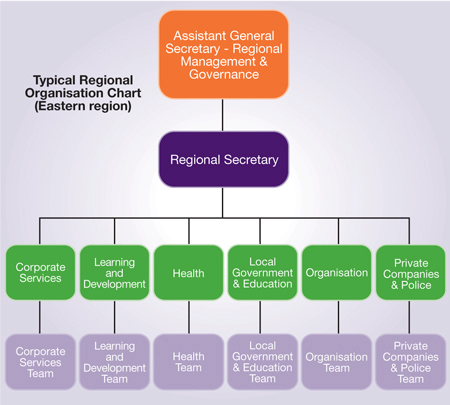 Assistant General
Secretary - Regional
Management &
Governance
Typical Regional
Organisation Chart
(Eastern region)
Regional Secretary
Corporate
Services
Learning
and
Development
Health
Local
Government
& Education
Organisation
Private
Companies
& Police
Corporate
Services
Team
Learning
and
Development
Team
Health
Team
Local
Government
& Education
Team
Organisation
Team
Private
Companies
& Police
Team